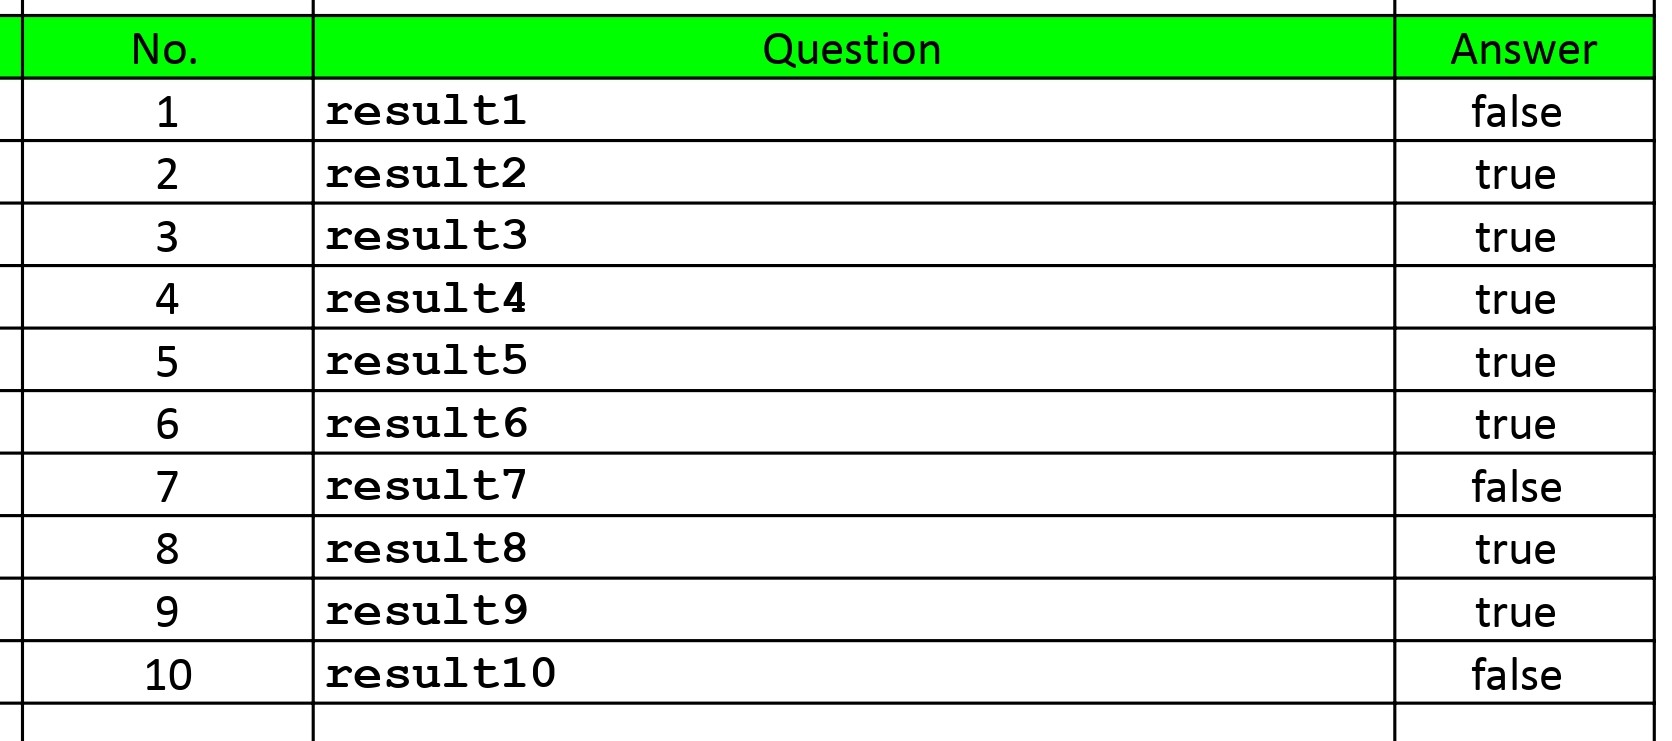 No. Question Answer
1 result1 false
2 result2 true
3 result3 true
4 result4 true
5 result5 true
6 result6 true
7 result7 false
8 result8 true
9 result9 true
10 result10 false